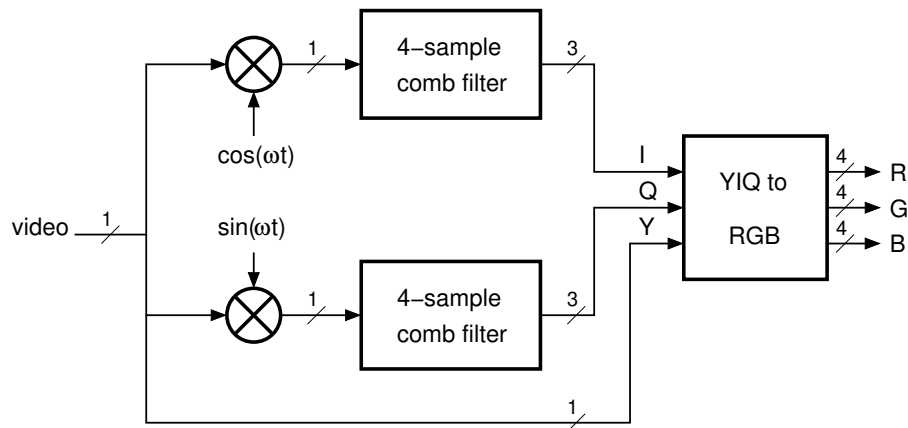 1
4−sample
comb filter
3
cos(ωt)
I
Q
Y
YIQ to
RGB
4
4
4
R
G
B
video
1
sin(ωt)
1
4−sample
comb filter
3
1